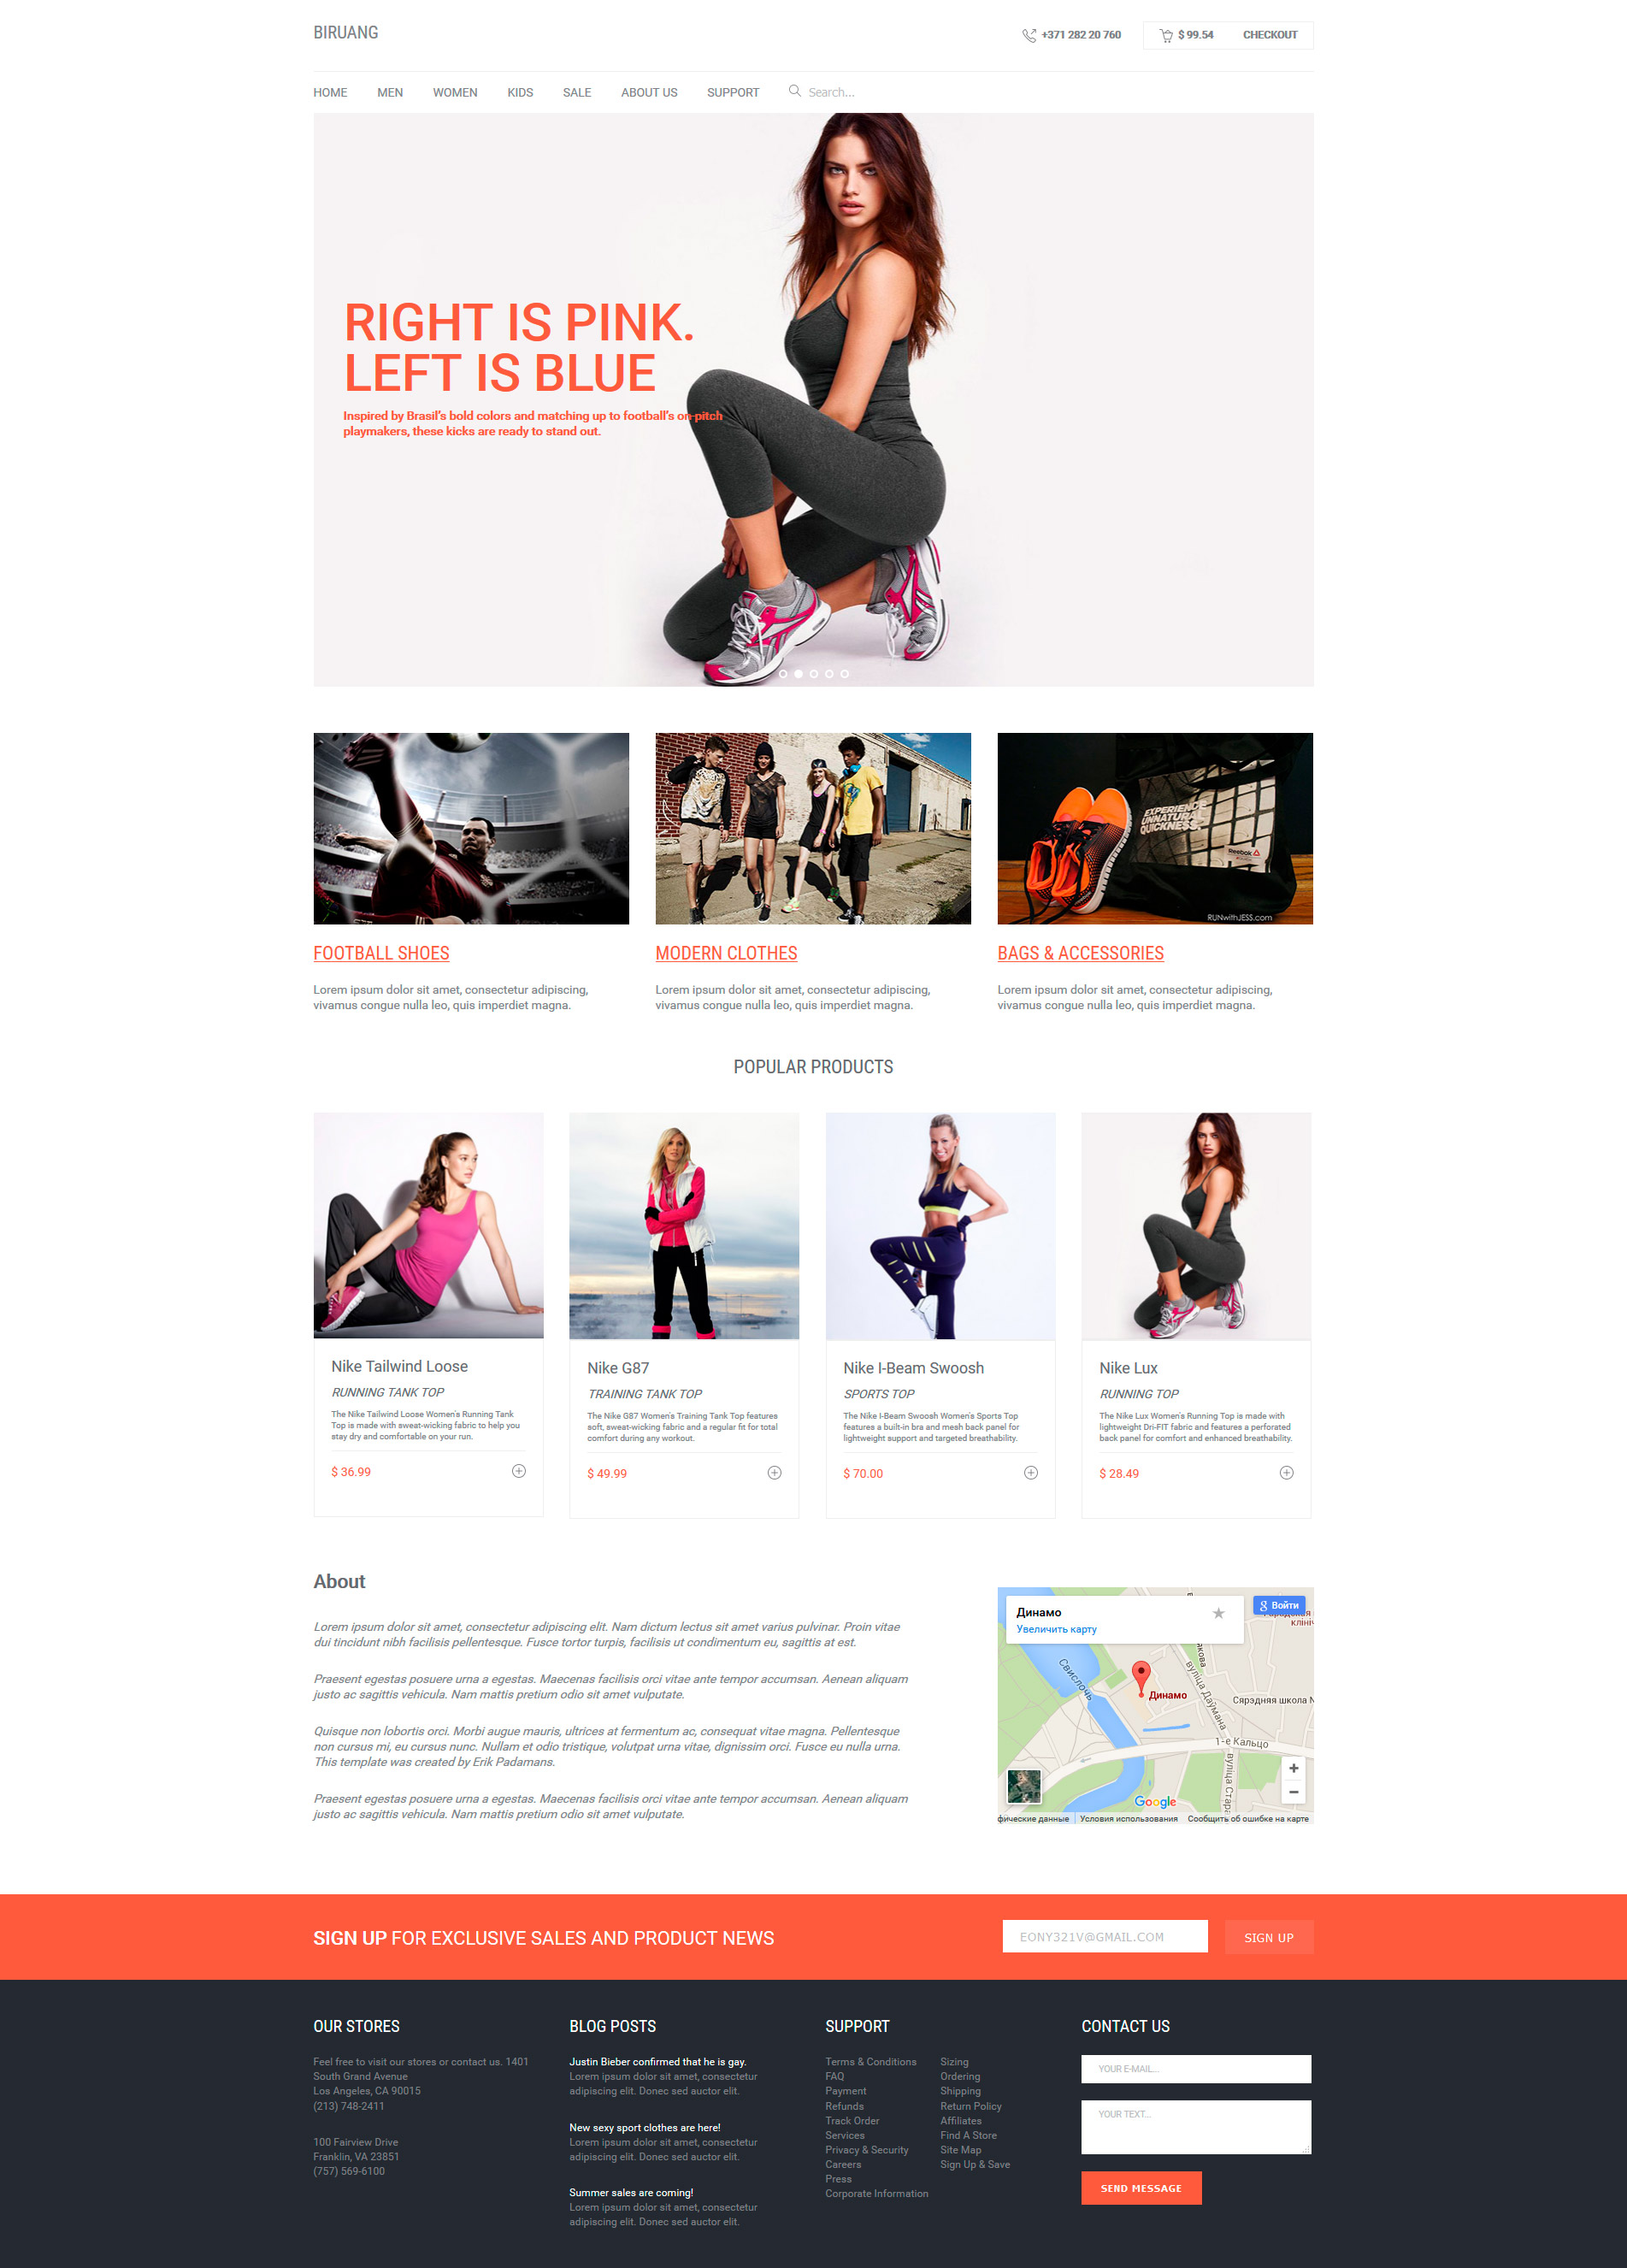 BIRUANG
+371 282 20 760
$ 99.54
CHECKOUT
HOME MEN WOMEN KIDS SALE ABOUT US SUPPORT Search...
RIGHT IS PINK.
LEFT IS BLUE
Inspired by Brasil's bold colors and matching up to football's on-pitch
playmakers, these kicks are ready to stand out.
EXPERIENCE
UNNATURAL
QUICKNESS.
Reebok
RUNwithJESS.com
FOOTBALL SHOES
Lorem ipsum dolor sit amet, consectetur adipiscing,
vivamus congue nulla leo, quis imperdiet magna.
MODERN CLOTHES
Lorem ipsum dolor sit amet, consectetur adipiscing,
vivamus congue nulla leo, quis imperdiet magna.
BAGS & ACCESSORIES
Lorem ipsum dolor sit amet, consectetur adipiscing,
vivamus congue nulla leo, quis imperdiet magna.
POPULAR PRODUCTS
Nike Tailwind Loose
RUNNING TANK TOP
The Nike Tailwind Loose Women's Running Tank
Top is made with sweat-wicking fabric to help you
stay dry and comfortable on your run.
$ 36.99
Nike G87
TRAINING TANK TOP
The Nike G87 Women's Training Tank Top features
soft, sweat-wicking fabric and a regular fit for total
comfort during any workout.
$ 49.99
Nike I-Beam Swoosh
SPORTS TOP
The Nike I-Beam Swoosh Women's Sports Top
features a built-in bra and mesh back panel for
lightweight support and targeted breathability.
$ 70.00
Nike Lux
RUNNING TOP
The Nike Lux Women's Running Top is made with
lightweight Dri-FIT fabric and features a perforated
back panel for comfort and enhanced breathability.
$ 28.49
About
Lorem ipsum dolor sit amet, consectetur adipiscing elit. Nam dictum lectus sit amet varius pulvinar. Proin vitae
dui tincidunt nibh facilisis pellentesque. Fusce tortor turpis, facilisis ut condimentum eu, sagittis at est.
Praesent egestas posuere urna a egestas. Maecenas facilisis orci vitae ante tempor accumsan. Aenean aliquam
justo ac sagittis vehicula. Nam mattis pretium odio sit amet vulputate.
Quisque non lobortis orci. Morbi augue mauris, ultrices at fermentum ac, consequat vitae magna. Pellentesque
non cursus mi, eu cursus nunc. Nullam et odio tristique, volutpat urna vitae, dignissim orci. Fusce eu nulla urna.
This template was created by Erik Padamans.
Praesent egestas posuere urna a egestas. Maecenas facilisis orci vitae ante tempor accumsan. Aenean aliquam
justo ac sagittis vehicula. Nam mattis pretium odio sit amet vulputate.
Динамо
Увеличить карту
Войти
клініч
Свислочь
Динамо
вуліца Даўмана
Сярэдняя школа N
1-е Кальцо
вуліца Стар
Google
фические данные Условия использования Сообщить об ошибке на карте
SIGN UP FOR EXCLUSIVE SALES AND PRODUCT NEWS
EONY321V@GMAIL.COM
SIGN UP
OUR STORES
Feel free to visit our stores or contact us. 1401
South Grand Avenue
Los Angeles, CA 90015
(213) 748-2411
100 Fairview Drive
Franklin, VA 23851
(757) 569-6100
BLOG POSTS
Justin Bieber confirmed that he is gay.
Lorem ipsum dolor sit amet, consectetur
adipiscing elit. Donec sed auctor elit.
New sexy sport clothes are here!
Lorem ipsum dolor sit amet, consectetur
adipiscing elit. Donec sed auctor elit.
Summer sales are coming!
Lorem ipsum dolor sit amet, consectetur
adipiscing elit. Donec sed auctor elit.
SUPPORT
Terms & Conditions
FAQ
Payment
Refunds
Track Order
Services
Privacy & Security
Careers
Press
Corporate Information
Sizing
Ordering
Shipping
Return Policy
Affiliates
Find A Store
Site Map
Sign Up & Save
CONTACT US
YOUR E-MAIL...
YOUR TEXT...
SEND MESSAGE